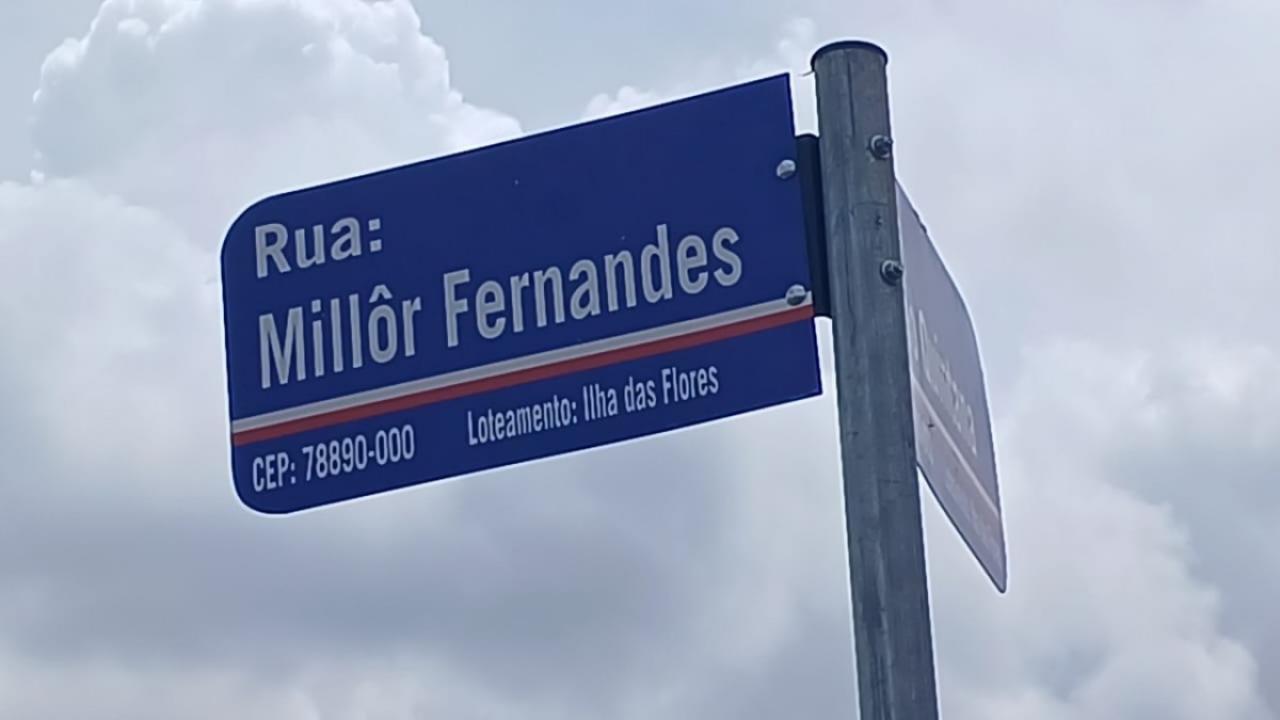 Rua:
Millôr Fernandes
CEP: 78890-000
Loteamento: Ilha das Flores